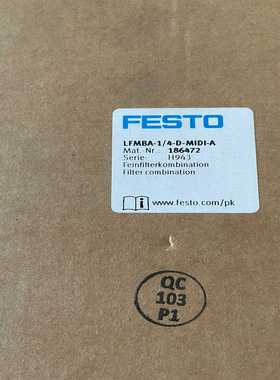 FESTO
LFMBA-1/4-D-MIDI-A
Mat.-Nr.: 186472
Serie: H943
Feinfilterkombination
Filter combination
www.festo.com/pk
QC
103
P1